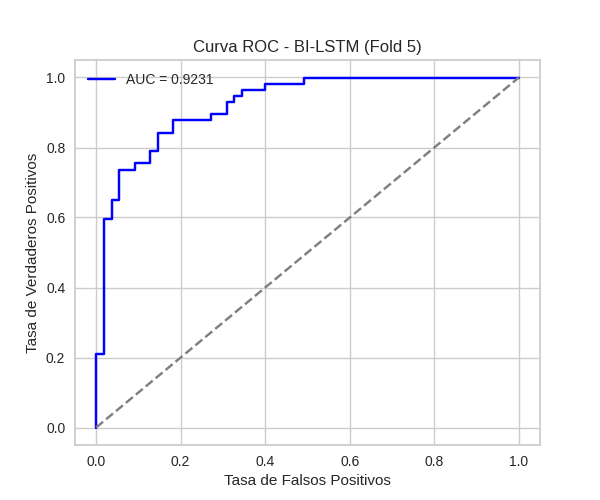 Curva ROC - BI-LSTM (Fold 5)
AUC = 0.9231
1.0
0.8
0.6
0.4
0.2
0.0
Tasa de Verdaderos Positivos
0.0 0.2 0.4 0.6 0.8 1.0
Tasa de Falsos Positivos